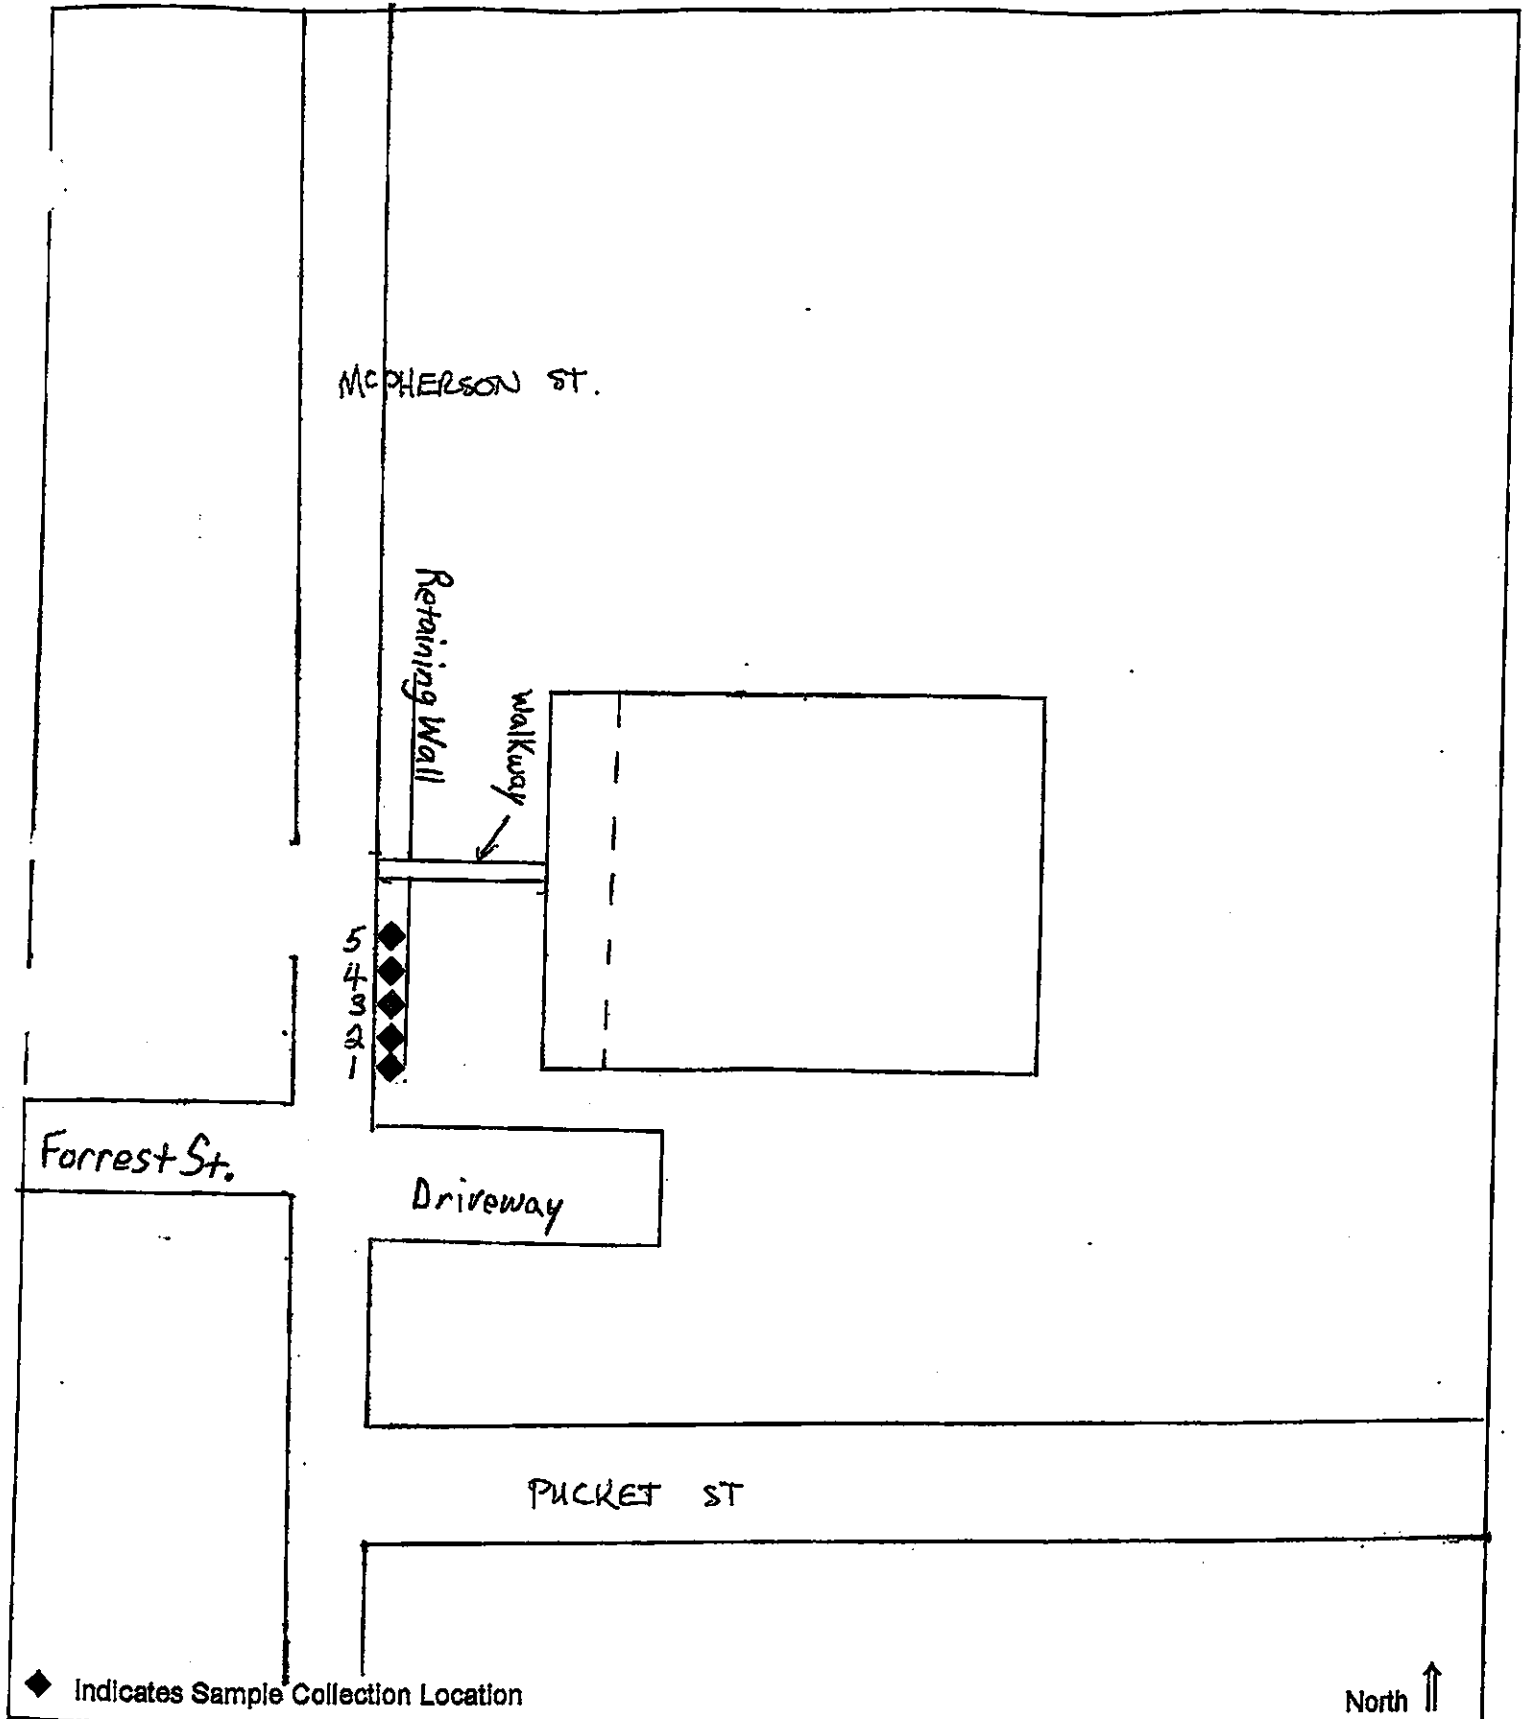 McPHERSON ST.
Retaining Wall
Walkway
5
4
3
2
1
Forrest St.
Driveway
PUCKET ST
Indicates Sample Collection Location
North